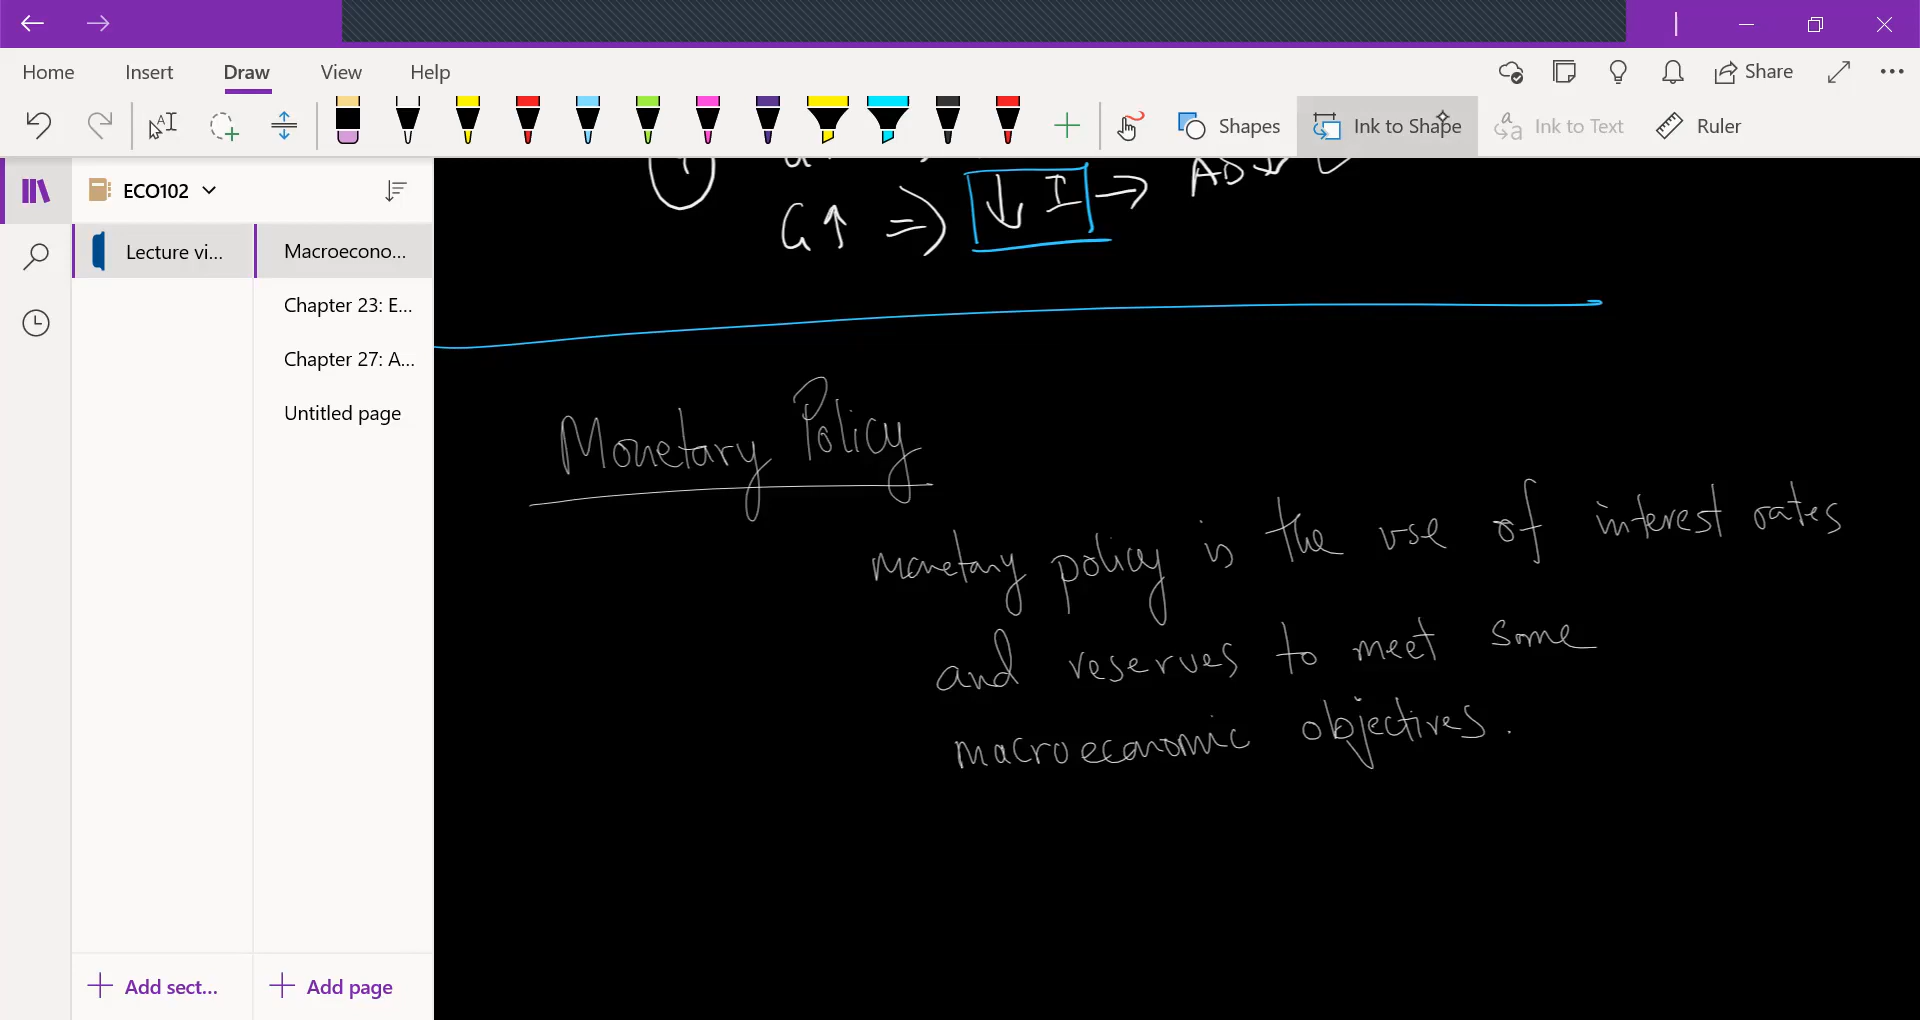 Home Insert Draw View Help Share
Shapes Ink to Shape Ink to Text Ruler
ECO102
Lecture vi...
Macroecono...
Chapter 23: E...
Chapter 27: A...
Untitled page
Add sect...
Add page
G↑ => ↓ I → AD↓
Monetary Policy
monetary policy is the use of interest rates
and reserves to meet some
macroeconomic objectives.